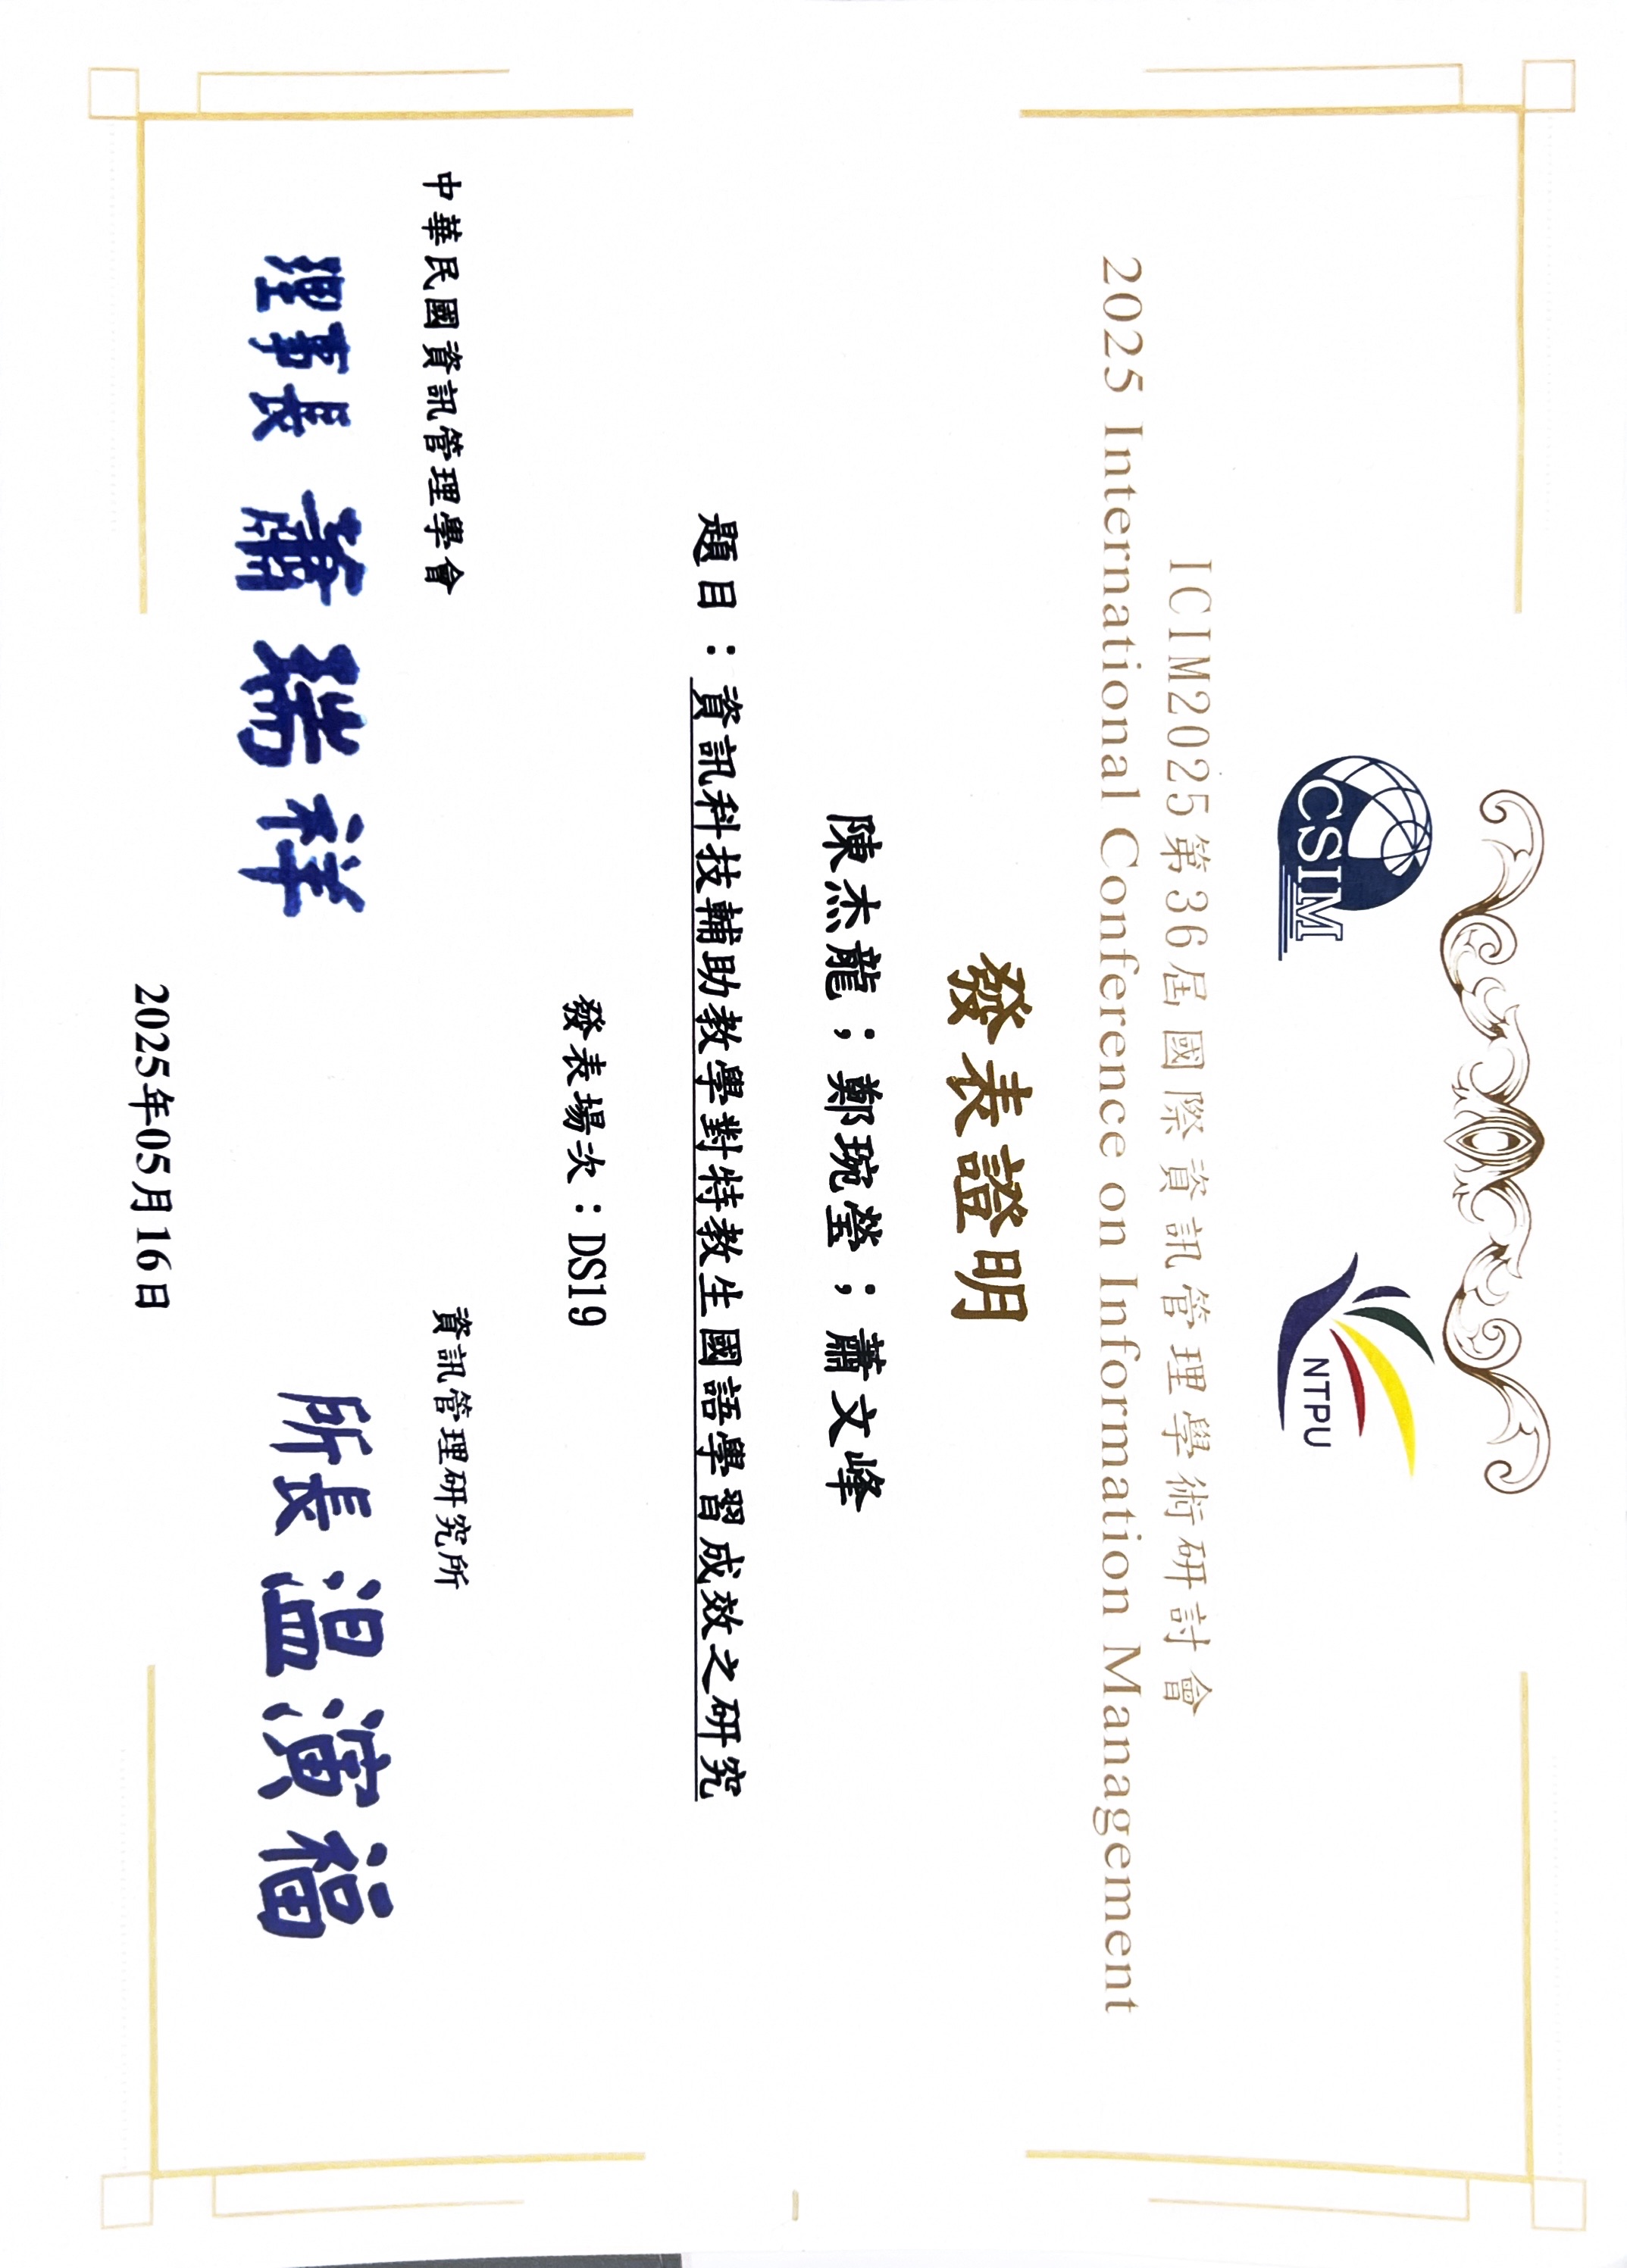 CSIM
NTPU
ICIM2025第36屆國際資訊管理學術研討會
2025 International Conference on Information Management
發表證明
陳杰龍；鄭琬瑩；蕭文峰
題目：資訊科技輔助教學對特教生國語學習成效之研究
發表場次：DS19
中華民國資訊管理學會
理事長 蕭瑞祥
資訊管理研究所
所長 温演福
2025年05月16日